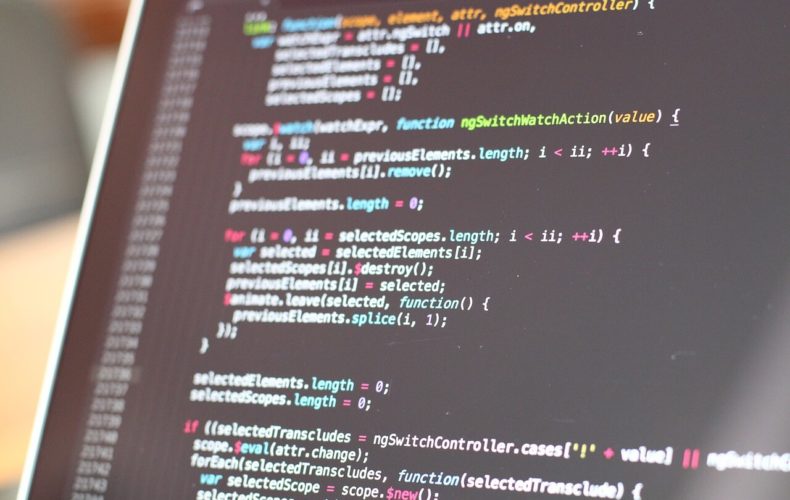 link: function(scope, element, attr, ngSwitchController) {
var watchExpr = attr.ngSwitch || attr.on,
selectedTranscludes = [],
selectedElements = [],
previousElements = [],
selectedScopes = [];
scope.$watch(watchExpr, function ngSwitchWatchAction(value) {
var i, ii;
for (i = 0, ii = previousElements.length; i < ii; ++i) {
previousElements[i].remove();
}
previousElements.length = 0;
for (i = 0, ii = selectedScopes.length; i < ii; ++i) {
var selected = selectedElements[i];
selectedScopes[i].$destroy();
previousElements[i] = selected;
$animate.leave(selected, function() {
previousElements.splice(i, 1);
});
}
selectedElements.length = 0;
selectedScopes.length = 0;
if ((selectedTranscludes = ngSwitchController.cases['!' + value] ||
scope.$eval(attr.change);
forEach(selectedTranscludes, function(selectedTransclude) {
var selectedScope = scope.$new();